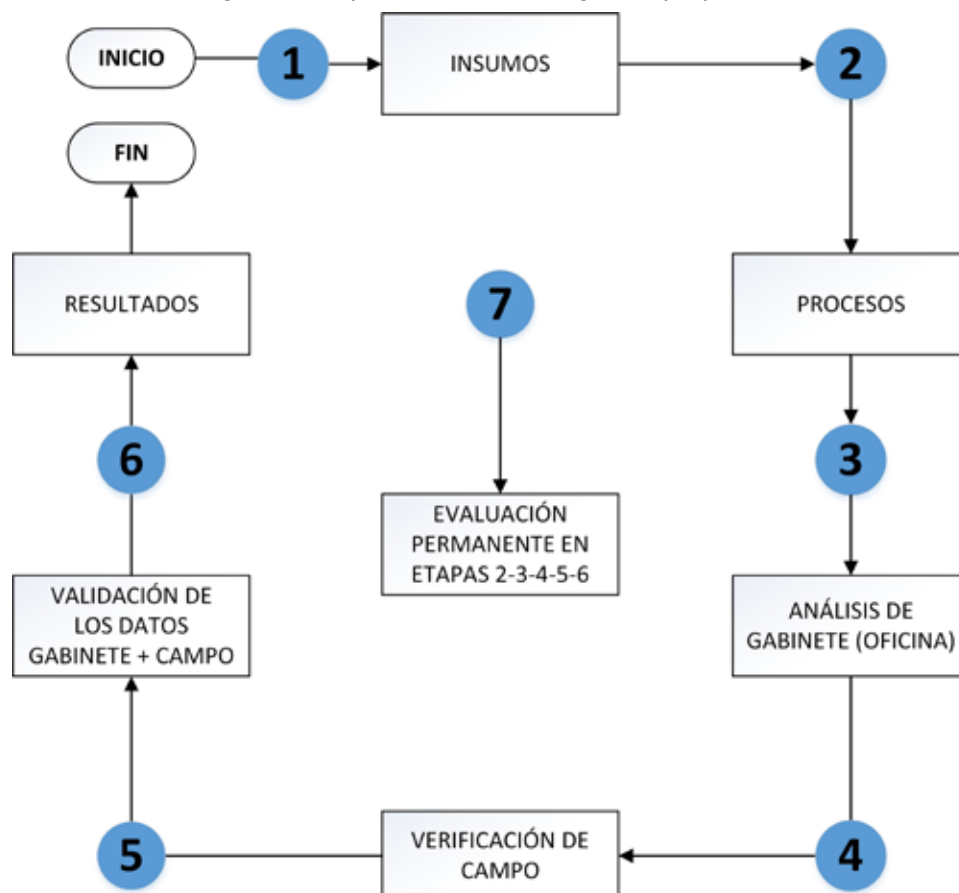 INICIO
1
INSUMOS
2
FIN
RESULTADOS
7
PROCESOS
6
3
EVALUACIÓN
PERMANENTE EN
ETAPAS 2-3-4-5-6
VALIDACIÓN DE
LOS DATOS
GABINETE + CAMPO
ANÁLISIS DE
GABINETE (OFICINA)
5
VERIFICACIÓN DE
CAMPO
4